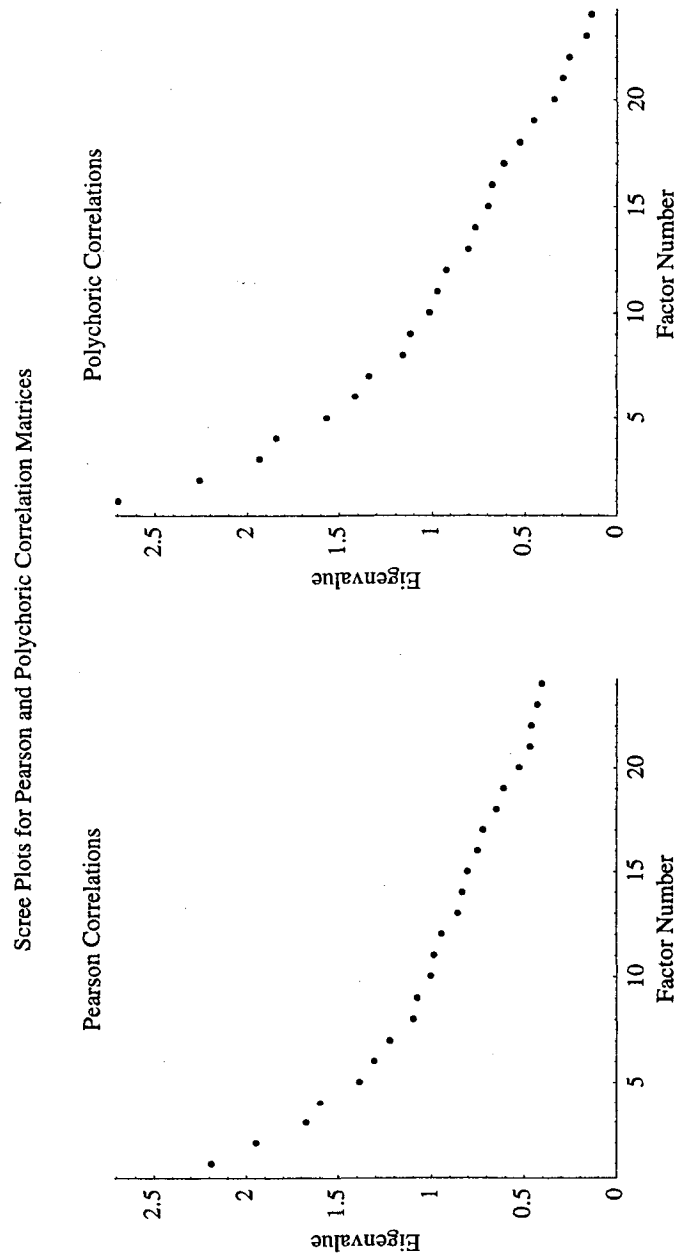 Scree Plots for Pearson and Polychoric Correlation Matrices
Pearson Correlations
Eigenvalue
2.5
2
1.5
1
0.5
0
5
10
15
20
Factor Number
Polychoric Correlations
Eigenvalue
2.5
2
1.5
1
0.5
0
5
10
15
20
Factor Number